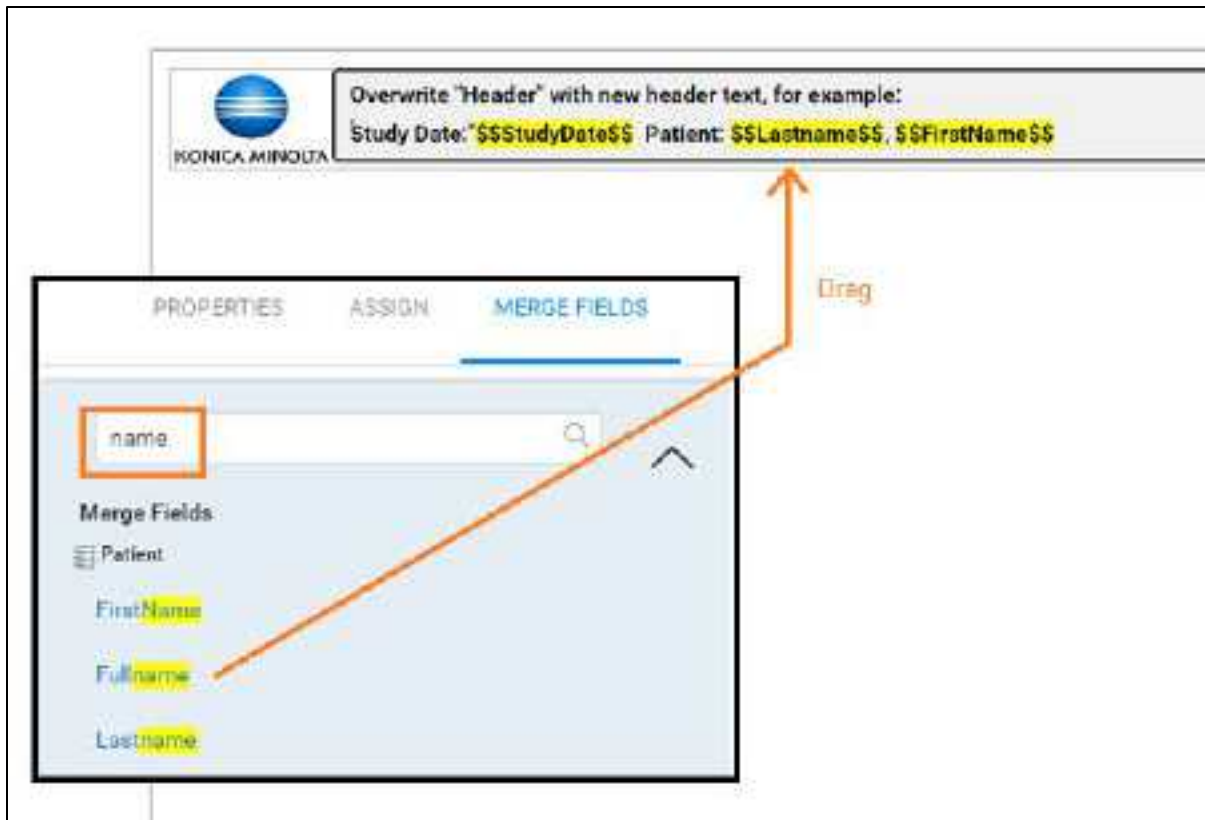 Overwrite "Header" with new header text, for example:
Study Date:"$$StudyDate$$ Patient: $$Lastname$$, $$FirstName$$
KONICA MINOLTA
Drag
PROPERTIES ASSIGN MERGE FIELDS
name
Merge Fields
Patient
FirstName
Fullname
Lastname